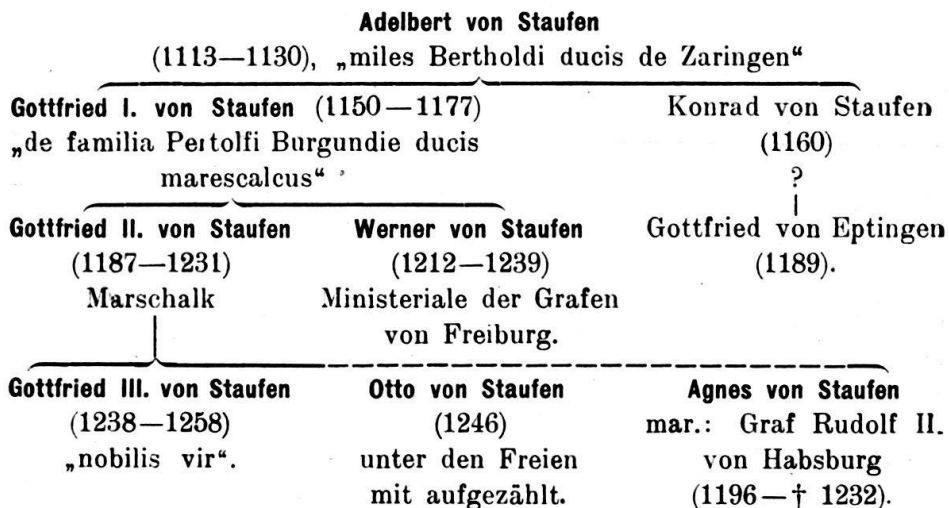 Adelbert von Staufen
(1113—1130), „miles Bertholdi ducis de Zaringen“
Gottfried I. von Staufen (1150—1177)
„de familia Pertolfi Burgundie ducis
marescalcus“
Konrad von Staufen
(1160)
?
Gottfried von Eptingen
(1189).
Gottfried II. von Staufen
(1187—1231)
Marschalk
Werner von Staufen
(1212—1239)
Ministeriale der Grafen
von Freiburg.
Gottfried III. von Staufen
(1238—1258)
„nobilis vir“.
Otto von Staufen
(1246)
unter den Freien
mit aufgezählt.
Agnes von Staufen
mar.: Graf Rudolf II.
von Habsburg
(1196—† 1232).